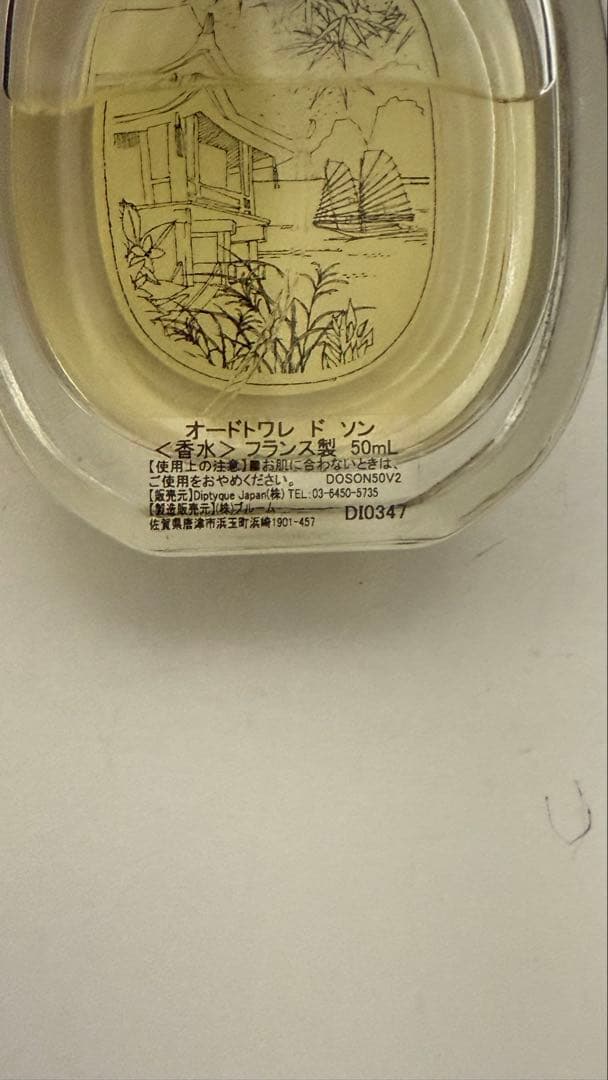 オードトワレ ド ソン
＜香水＞ フランス製 50mL
【使用上の注意】■お肌に合わないときは、
ご使用をおやめください。 DOSON50V2
【販売元】Diptyque Japan(株) TEL:03-6450-5735
【製造販売元】(株)ブルーム DI0347
佐賀県唐津市浜玉町浜崎1901-457